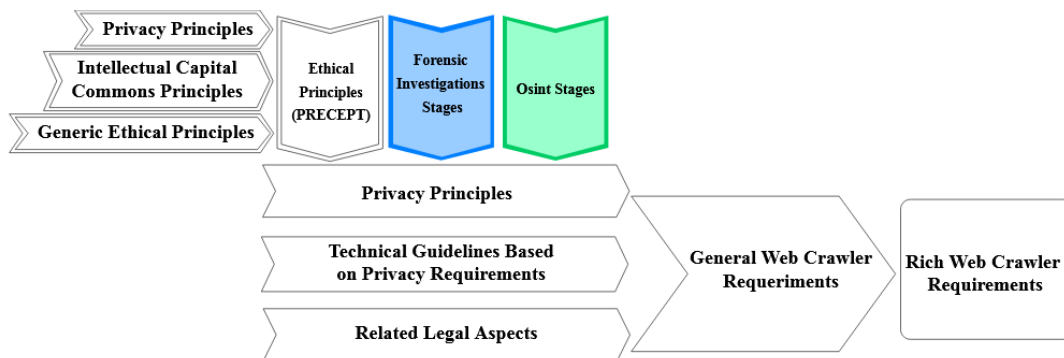 Privacy Principles
Intellectual Capital
Commons Principles
Generic Ethical Principles
Ethical
Principles
(PRECEPT)
Forensic
Investigations
Stages
Osint Stages
Privacy Principles
Technical Guidelines Based
on Privacy Requirements
Related Legal Aspects
General Web Crawler
Requeriments
Rich Web Crawler
Requirements